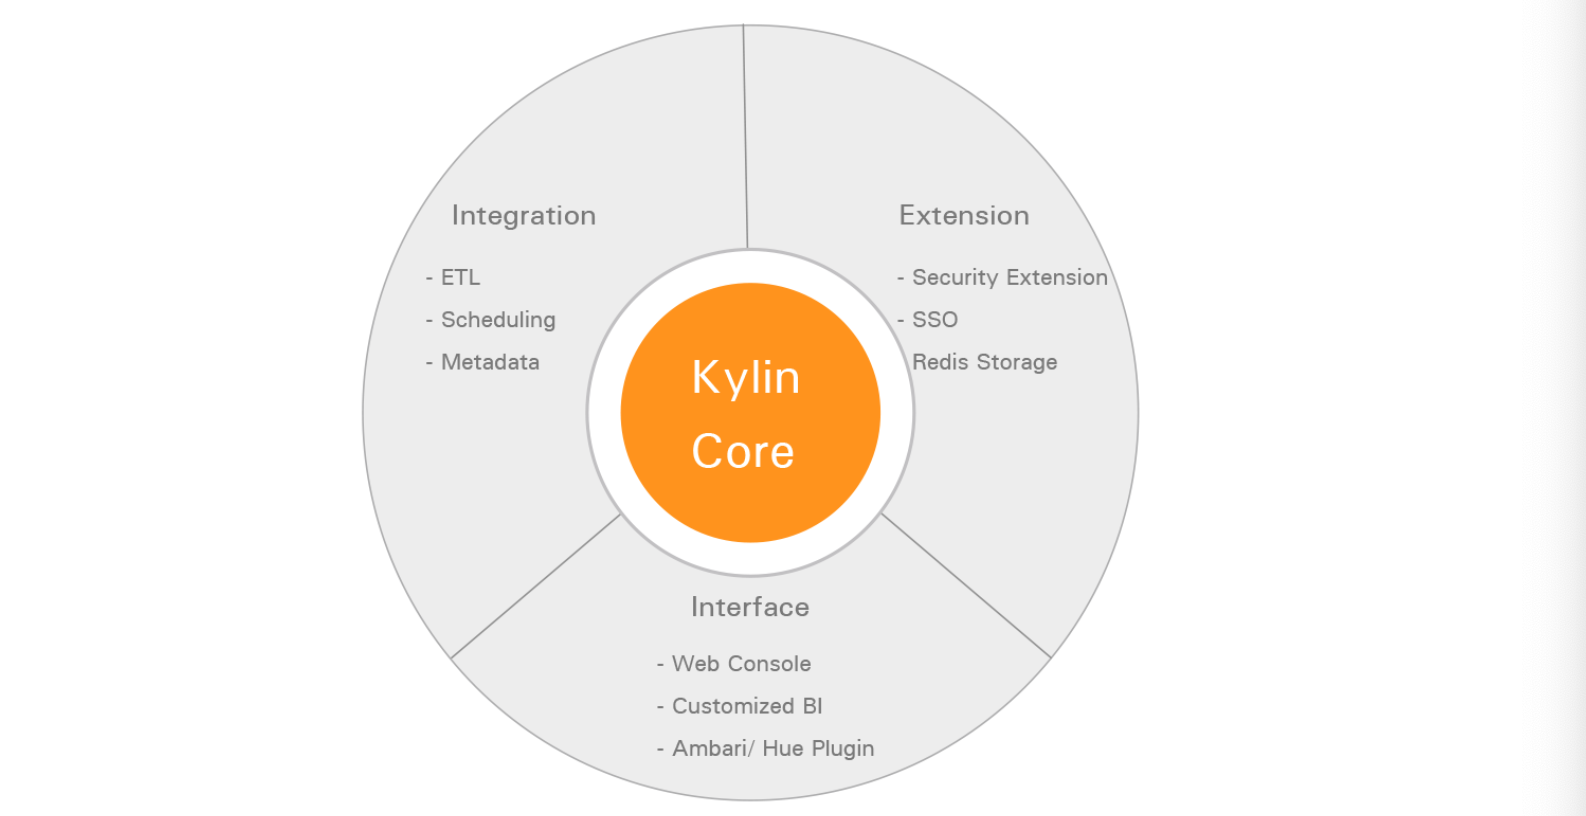 Integration
- ETL
- Scheduling
- Metadata
Extension
- Security Extension
- SSO
Redis Storage
Kylin
Core
Interface
- Web Console
- Customized BI
- Ambari/ Hue Plugin